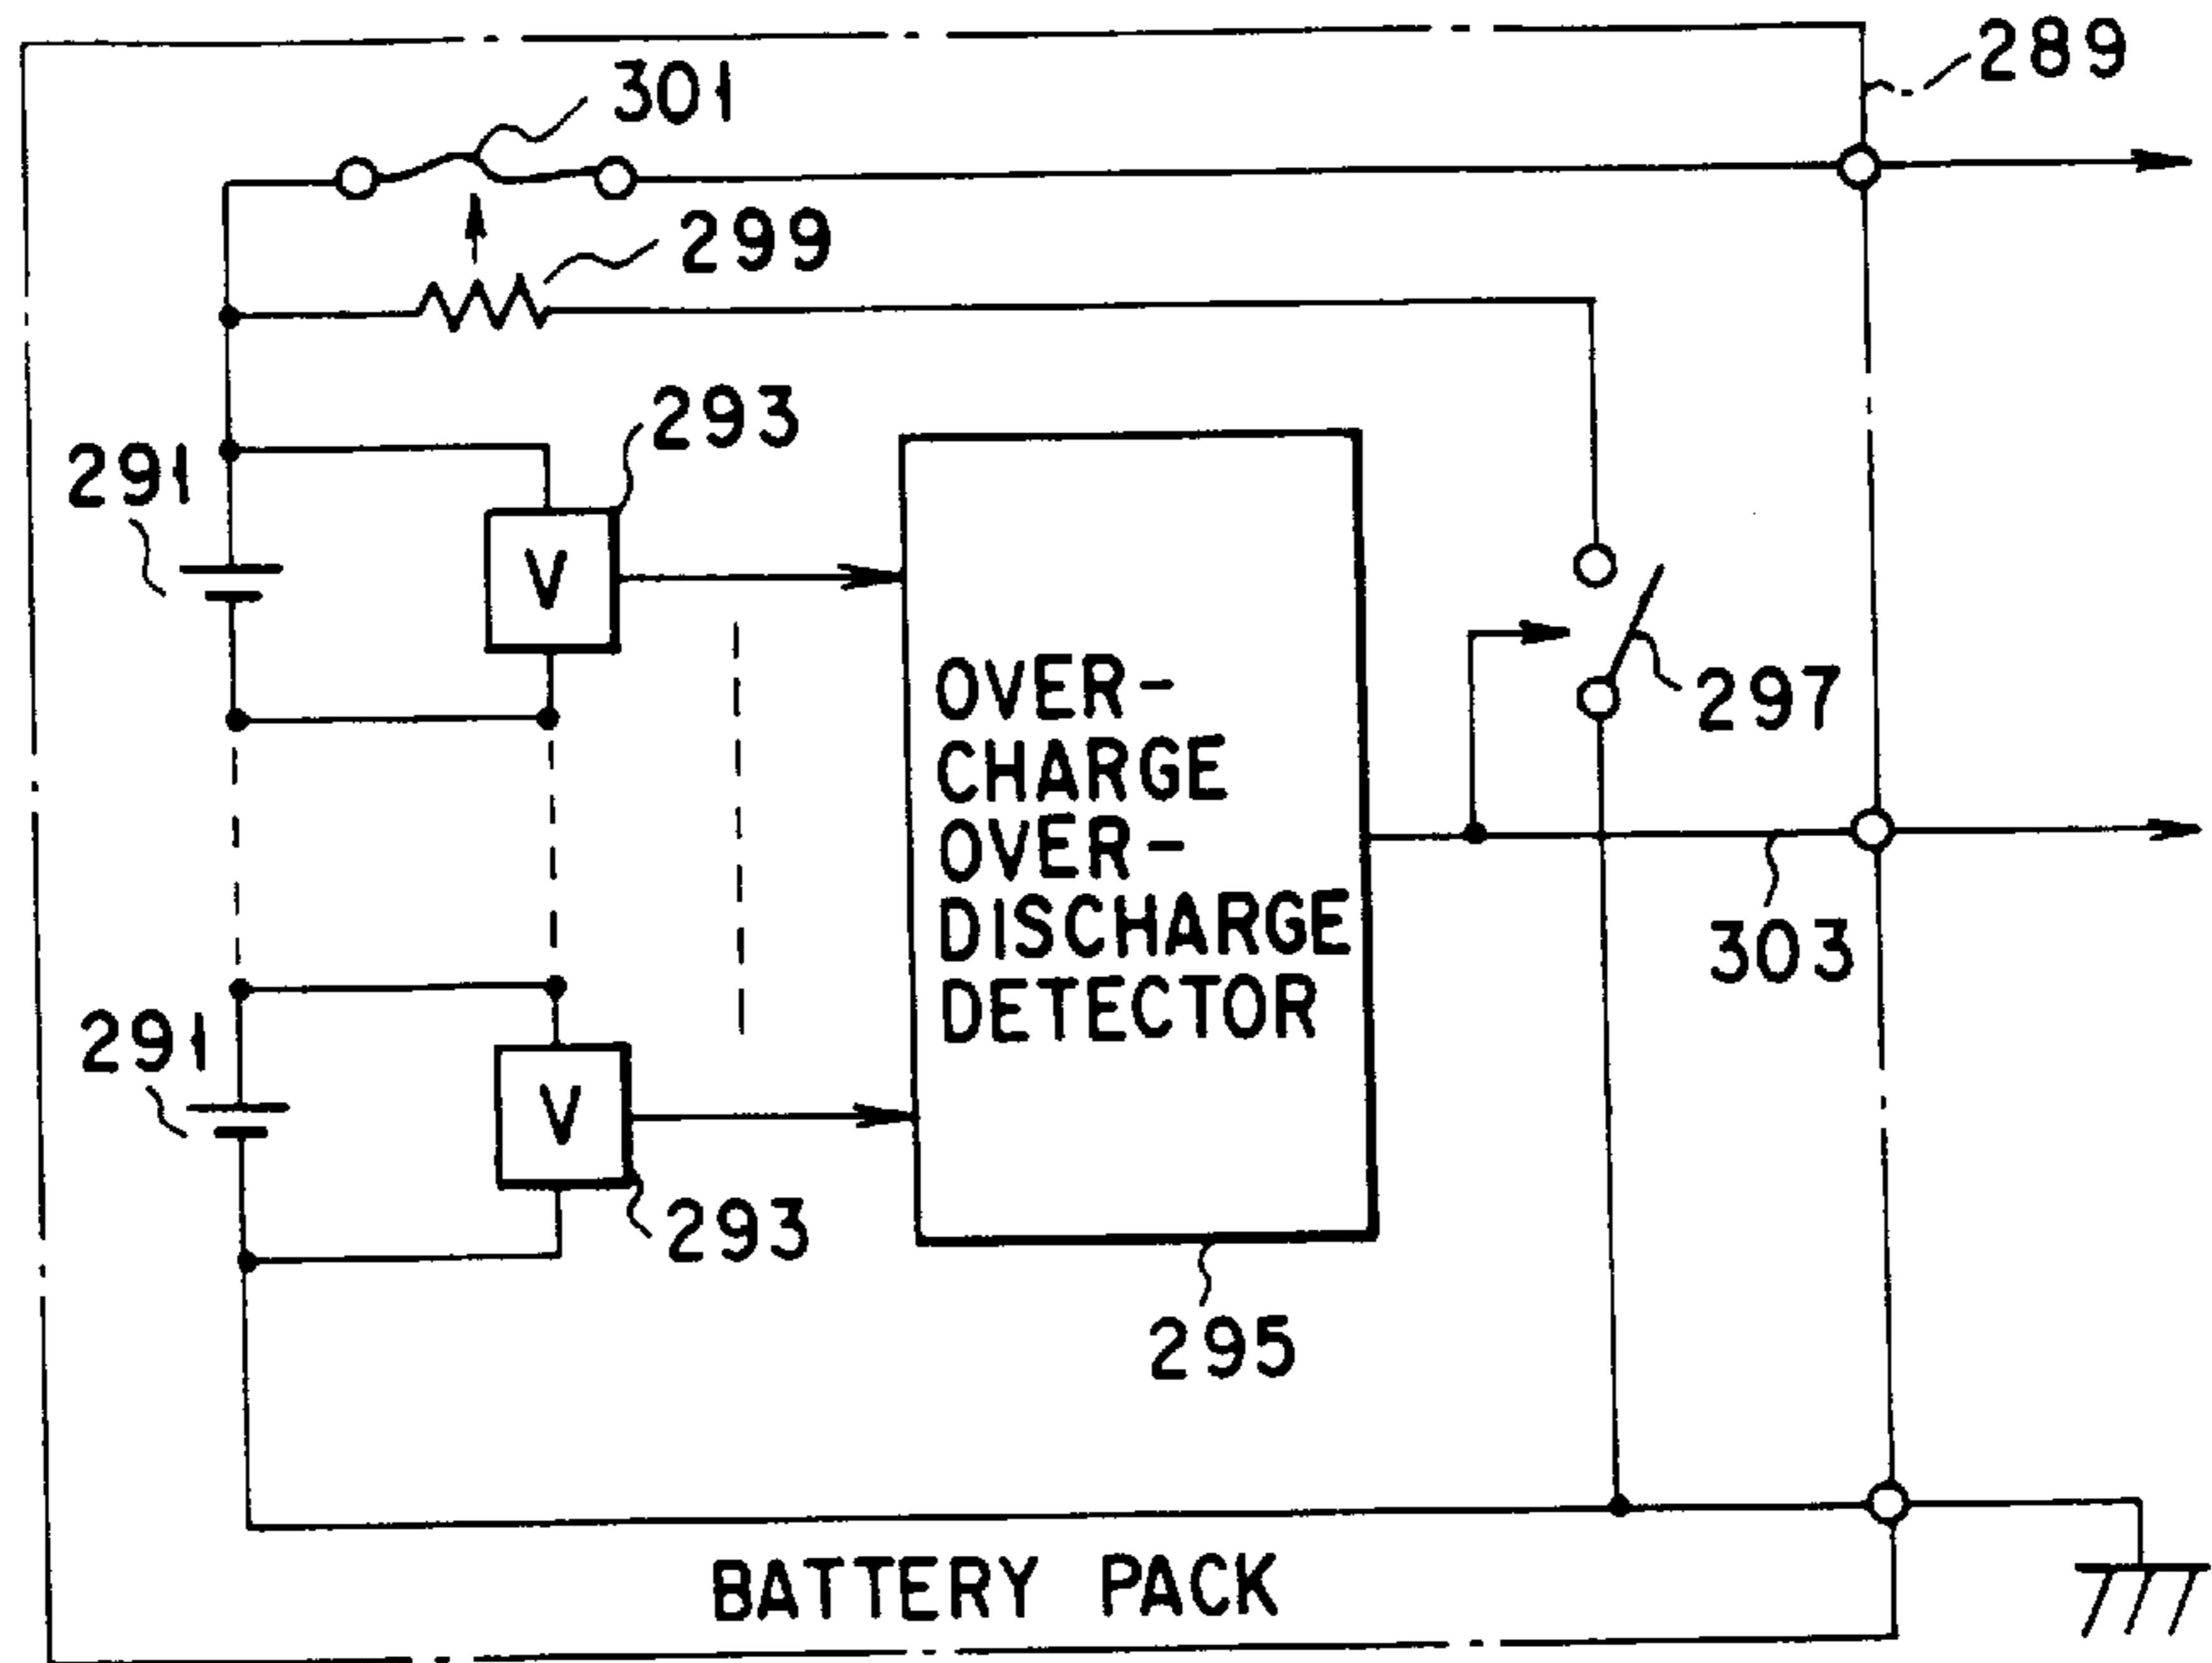 289
301
299
293
291
V
OVER-
CHARGE
OVER-
DISCHARGE
DETECTOR
297
303
291
V
293
295
BATTERY PACK